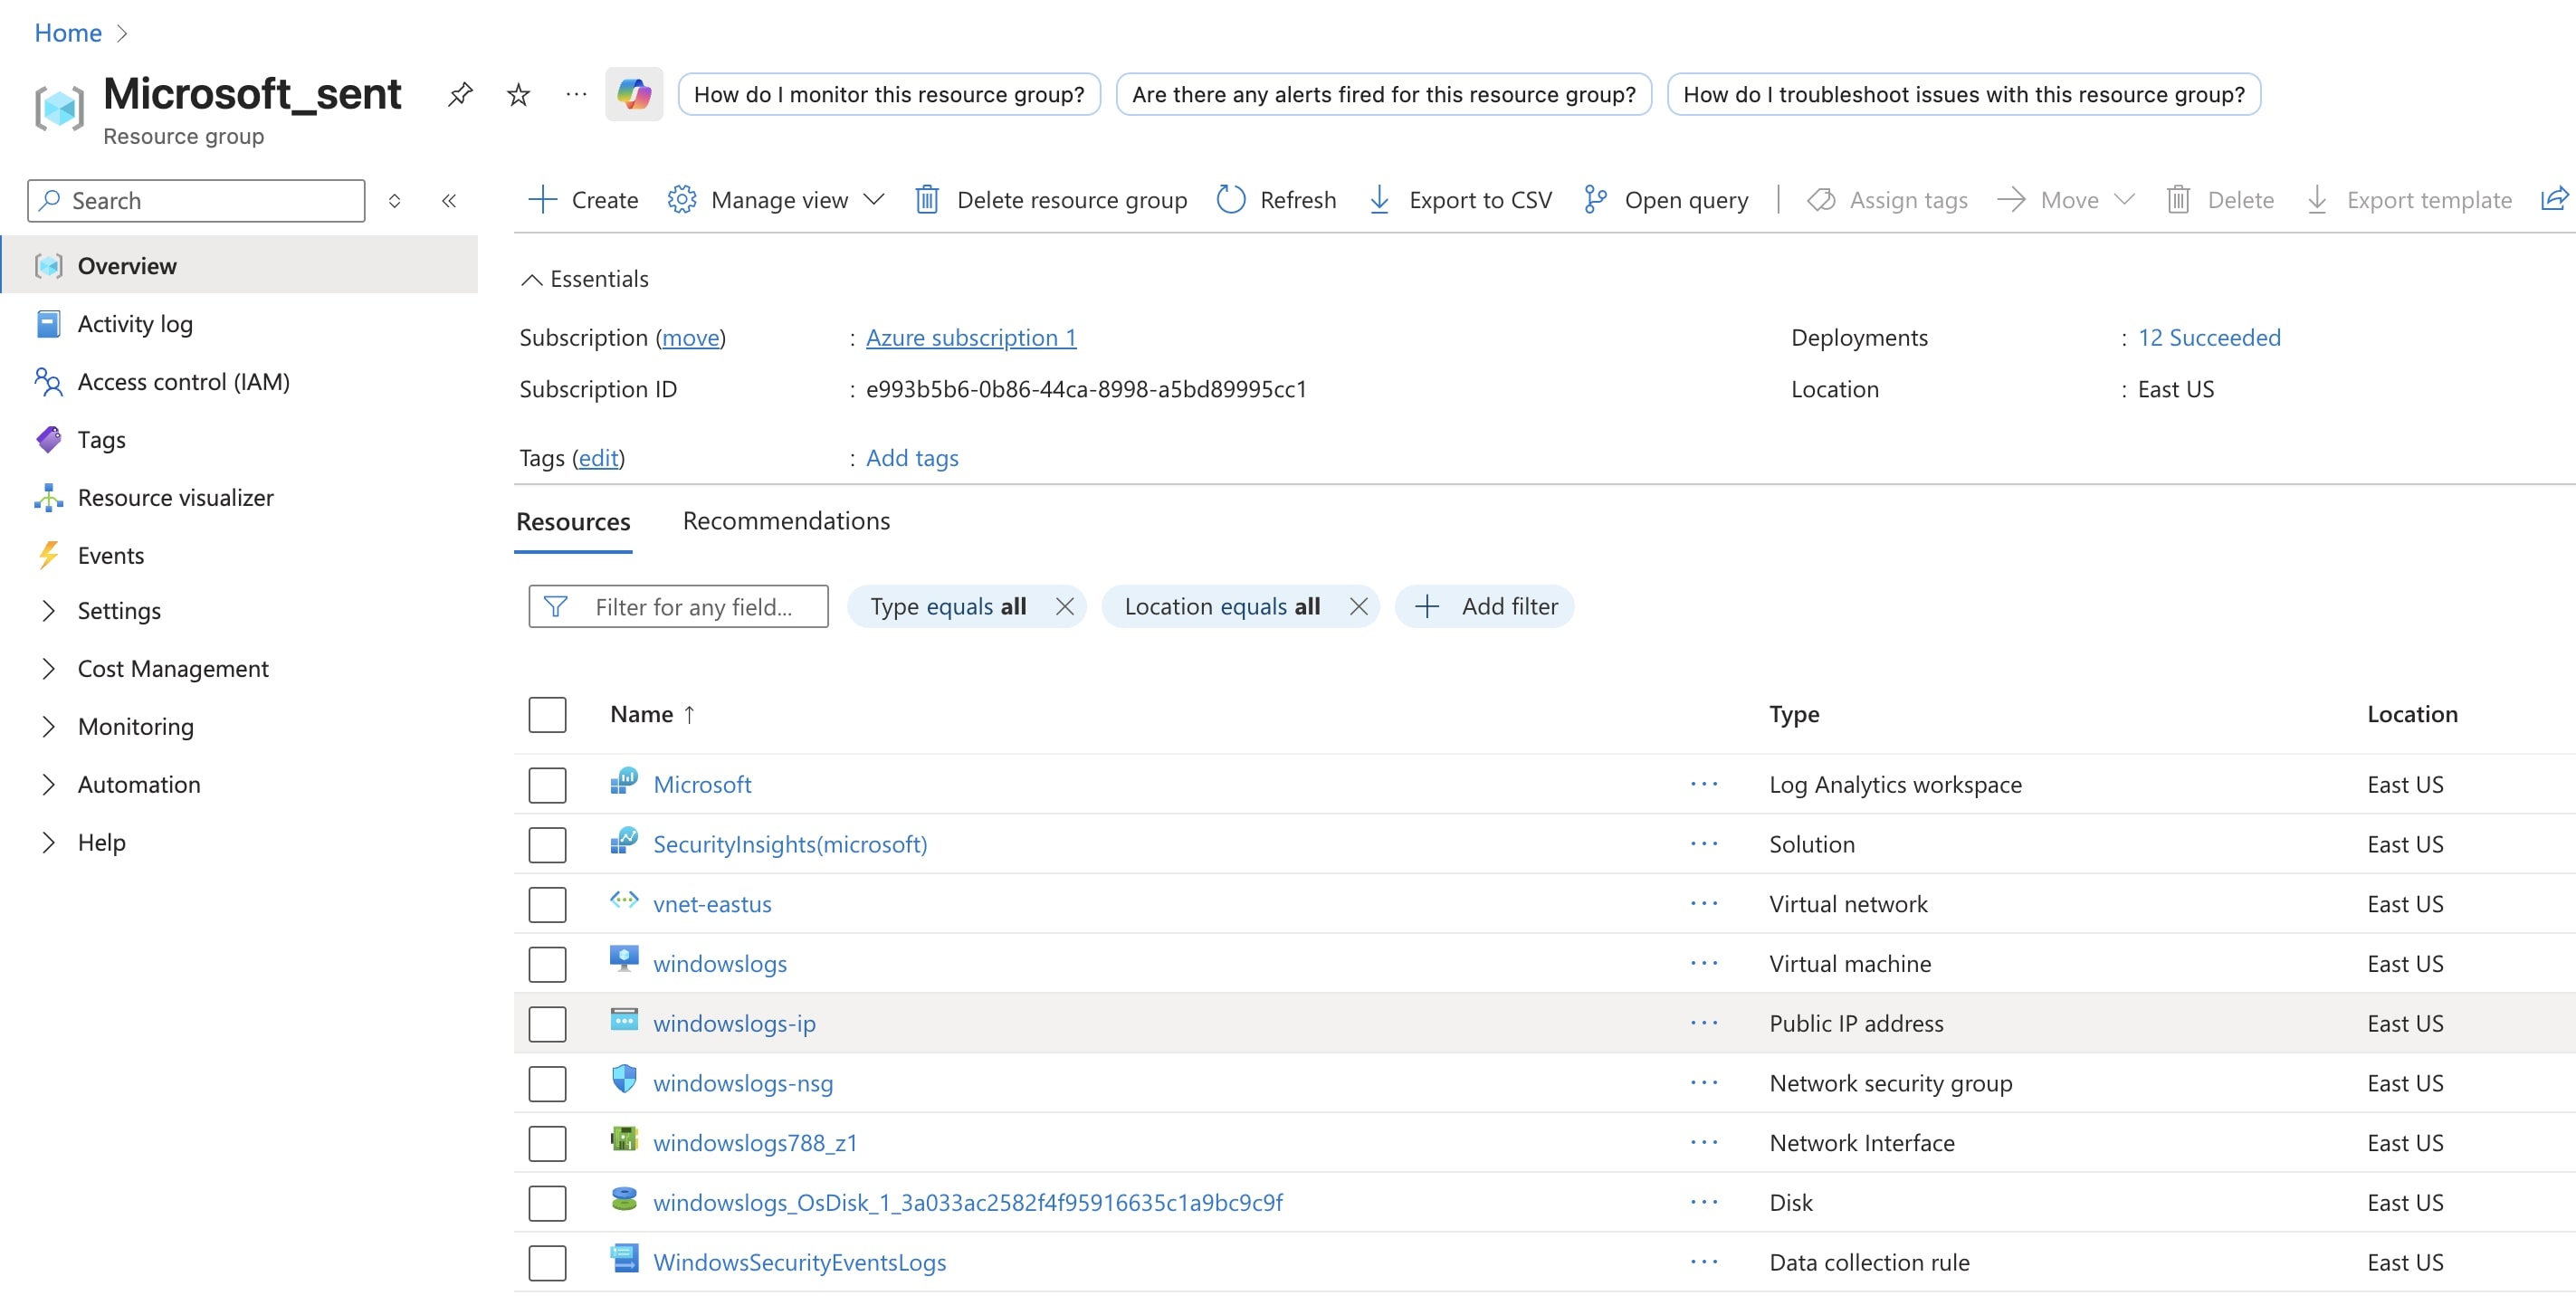 Home
Microsoft_sent
Resource group
How do I monitor this resource group?
Are there any alerts fired for this resource group?
How do I troubleshoot issues with this resource group?
Search
Create
Manage view
Delete resource group
Refresh
Export to CSV
Open query
Assign tags
Move
Delete
Export template
Overview
Activity log
Access control (IAM)
Tags
Resource visualizer
Events
Settings
Cost Management
Monitoring
Automation
Help
Essentials
Subscription (move) : Azure subscription 1
Subscription ID : e993b5b6-0b86-44ca-8998-a5bd89995cc1
Tags (edit) : Add tags
Deployments : 12 Succeeded
Location : East US
Resources Recommendations
Filter for any field...
Type equals all
Location equals all
Add filter
Name ↑ Type Location
Microsoft ... Log Analytics workspace East US
SecurityInsights(microsoft) ... Solution East US
vnet-eastus ... Virtual network East US
windowslogs ... Virtual machine East US
windowslogs-ip ... Public IP address East US
windowslogs-nsg ... Network security group East US
windowslogs788_z1 ... Network Interface East US
windowslogs_OsDisk_1_3a033ac2582f4f95916635c1a9bc9c9f ... Disk East US
WindowsSecurityEventsLogs ... Data collection rule East US